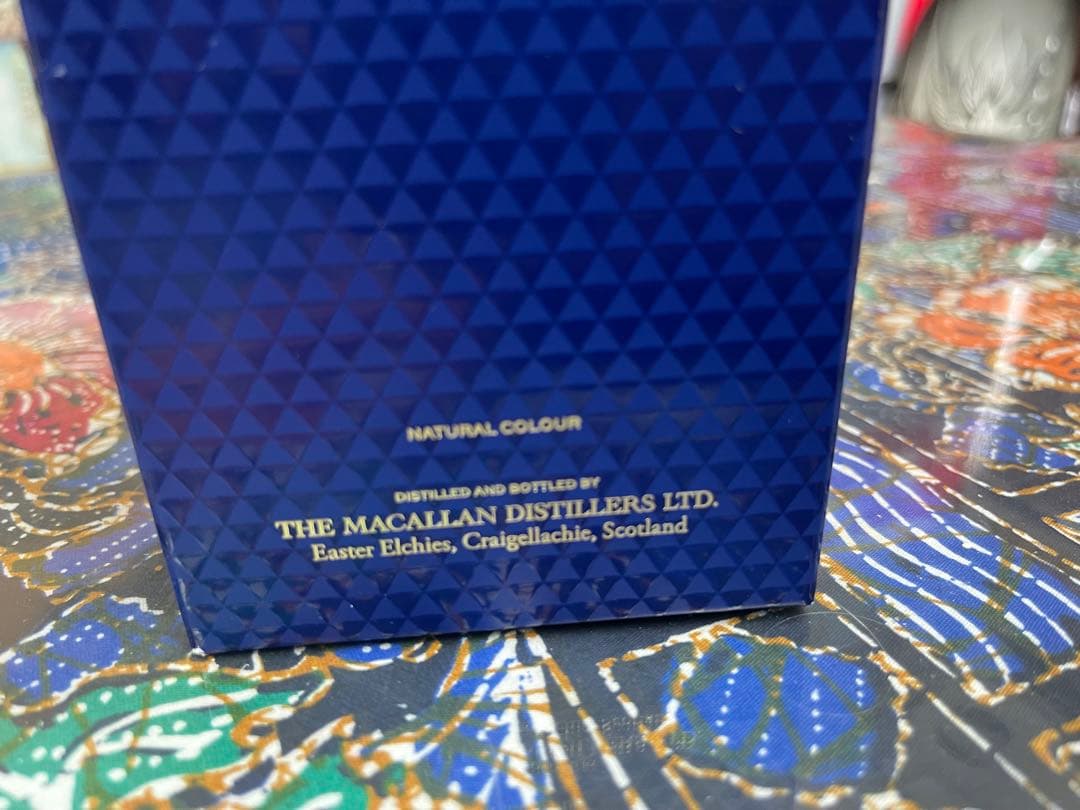 NATURAL COLOUR
DISTILLED AND BOTTLED BY
THE MACALLAN DISTILLERS LTD.
Easter Elchies, Craigellachie, Scotland